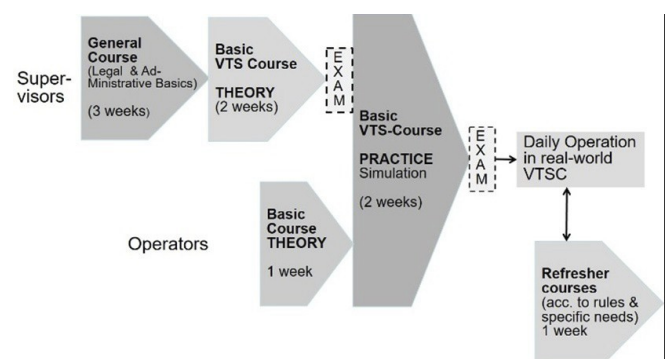 Super-
visors
General
Course
(Legal & Ad-
Ministrative Basics)
(3 weeks)
Basic
VTS Course
THEORY
(2 weeks)
E
X
A
M
Basic
VTS-Course
PRACTICE
Simulation
(2 weeks)
E
X
A
M
Daily Operation
in real-world
VTSC
Operators
Basic
Course
THEORY
1 week
Refresher
courses
(acc. to rules &
specific needs)
1 week